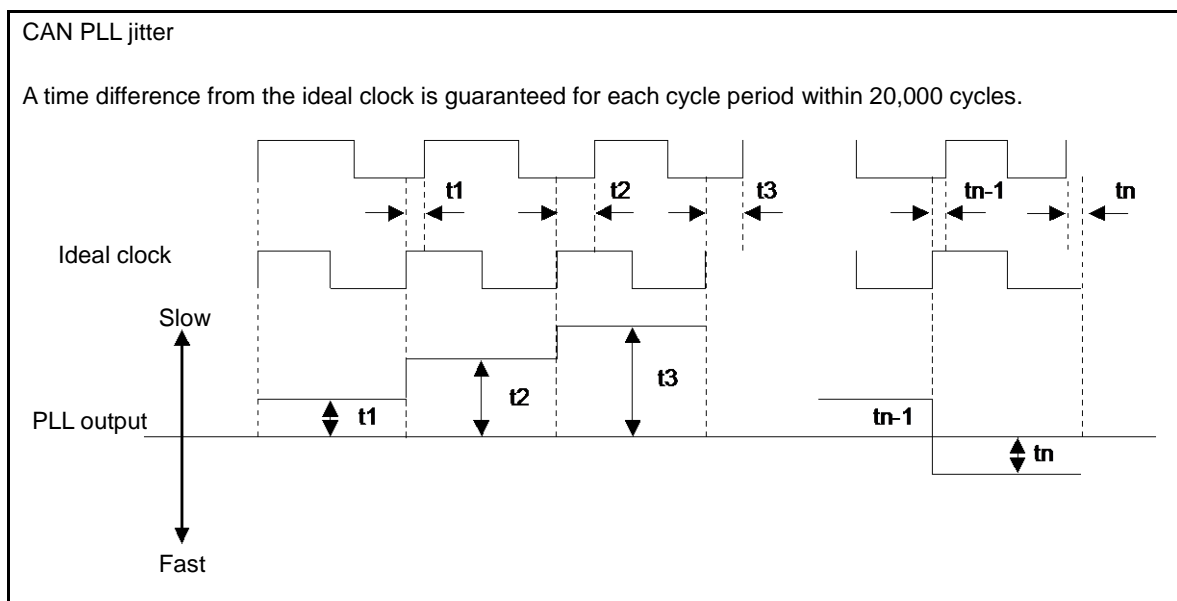 CAN PLL jitter
A time difference from the ideal clock is guaranteed for each cycle period within 20,000 cycles.
t1
t2
t3
tn-1
tn
Ideal clock
Slow
t1
t2
t3
PLL output
tn-1
tn
Fast